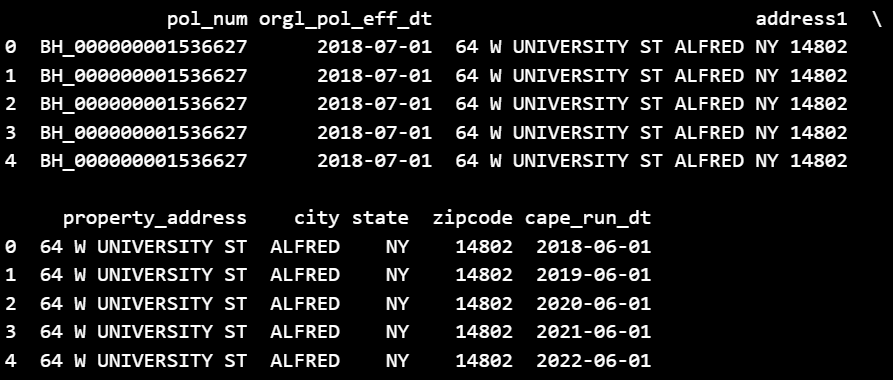 pol_num orgl_pol_eff_dt address1 \
0 BH_000000001536627 2018-07-01 64 W UNIVERSITY ST ALFRED NY 14802
1 BH_000000001536627 2018-07-01 64 W UNIVERSITY ST ALFRED NY 14802
2 BH_000000001536627 2018-07-01 64 W UNIVERSITY ST ALFRED NY 14802
3 BH_000000001536627 2018-07-01 64 W UNIVERSITY ST ALFRED NY 14802
4 BH_000000001536627 2018-07-01 64 W UNIVERSITY ST ALFRED NY 14802
property_address city state zipcode cape_run_dt
0 64 W UNIVERSITY ST ALFRED NY 14802 2018-06-01
1 64 W UNIVERSITY ST ALFRED NY 14802 2019-06-01
2 64 W UNIVERSITY ST ALFRED NY 14802 2020-06-01
3 64 W UNIVERSITY ST ALFRED NY 14802 2021-06-01
4 64 W UNIVERSITY ST ALFRED NY 14802 2022-06-01